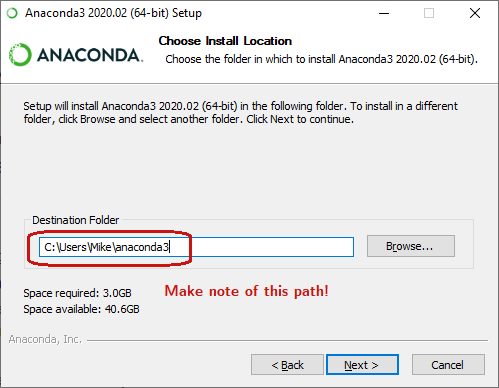 Anaconda3 2020.02 (64-bit) Setup
ANACONDA.
Choose Install Location
Choose the folder in which to install Anaconda3 2020.02 (64-bit).
Setup will install Anaconda3 2020.02 (64-bit) in the following folder. To install in a different
folder, click Browse and select another folder. Click Next to continue.
Destination Folder
C:\Users\Mike\anaconda3
Browse...
Space required: 3.0GB
Make note of this path!
Space available: 40.6GB
Anaconda, Inc.
< Back
Next >
Cancel